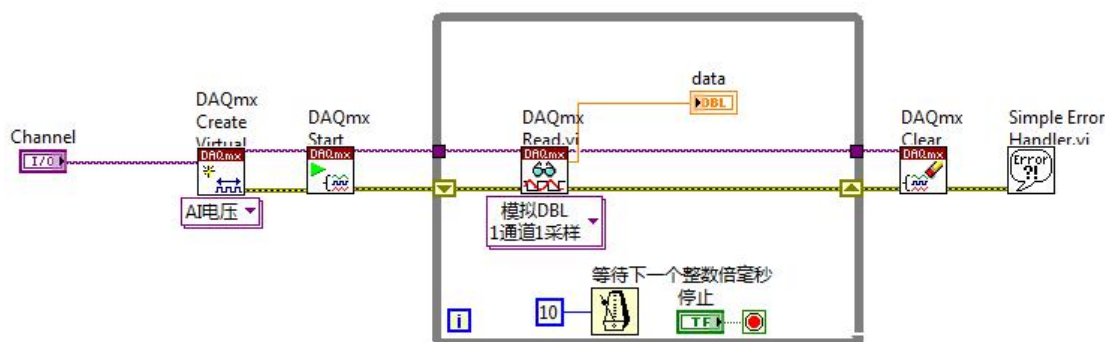 Channel
I/O
DAQmx
Create
Virtual
DAQmx
AI电压
DAQmx
Start
DAQmx
DAQmx
Read.vi
DAQmx
模拟DBL
1通道1采样
data
DBL
等待下一个整数倍毫秒
10
停止
TF
i
DAQmx
Clear
DAQmx
Simple Error
Handler.vi
Error
?!